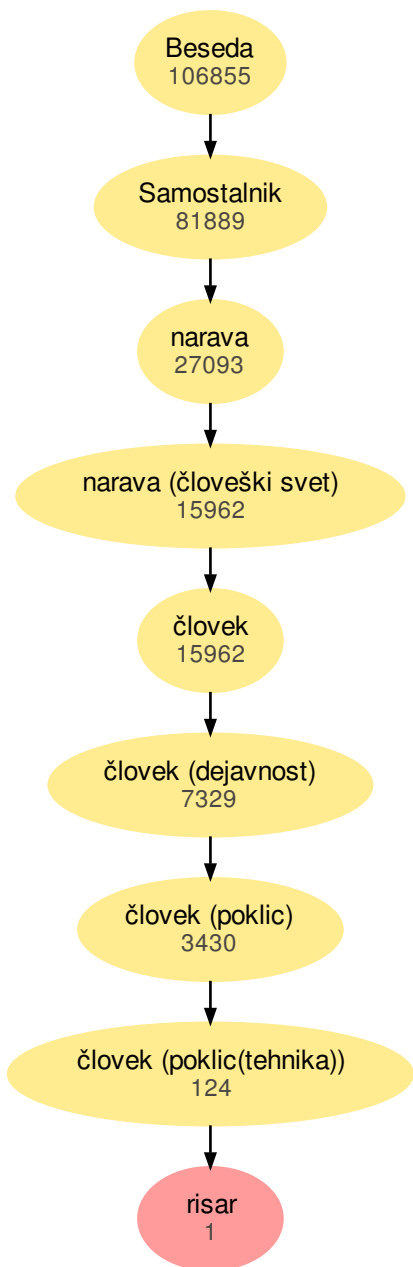 Beseda
106855
Samostalnik
81889
narava
27093
narava (človeški svet)
15962
človek
15962
človek (dejavnost)
7329
človek (poklic)
3430
človek (poklic(tehnika))
124
risar
1